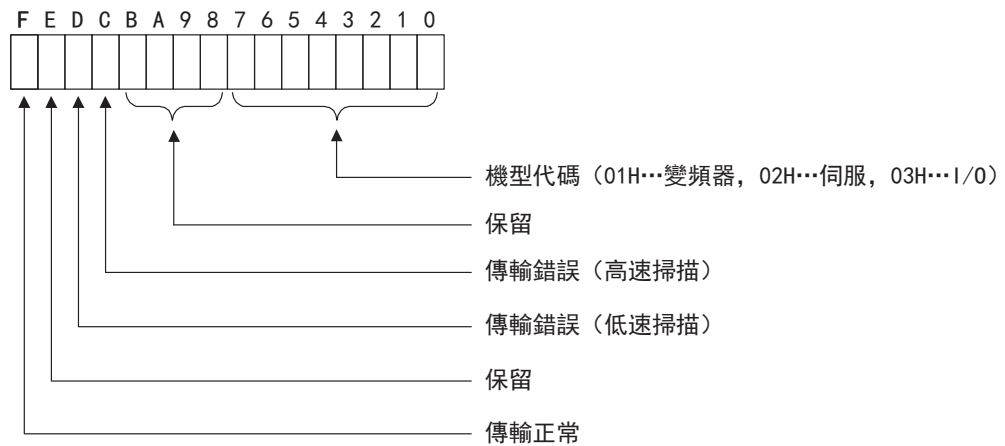 F E D C B A 9 8 7 6 5 4 3 2 1 0
機型代碼（01H…變頻器，02H…伺服，03H…I/O）
保留
傳輸錯誤（高速掃描）
傳輸錯誤（低速掃描）
保留
傳輸正常